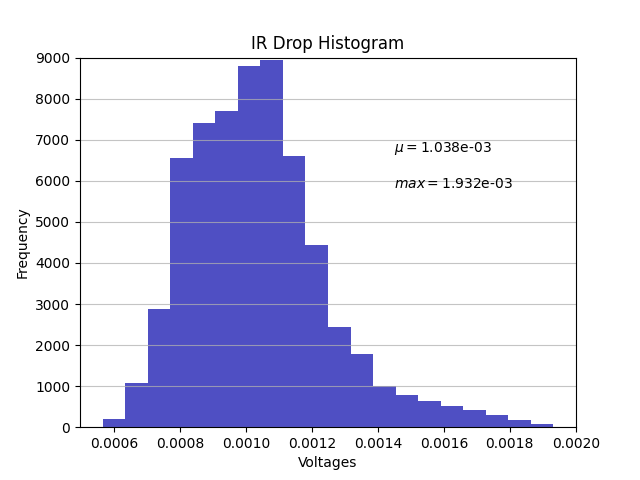 IR Drop Histogram
9000
8000
7000
6000
5000
4000
3000
2000
1000
0
Frequency
μ = 1.038e-03
max = 1.932e-03
0.0006 0.0008 0.0010 0.0012 0.0014 0.0016 0.0018 0.0020
Voltages